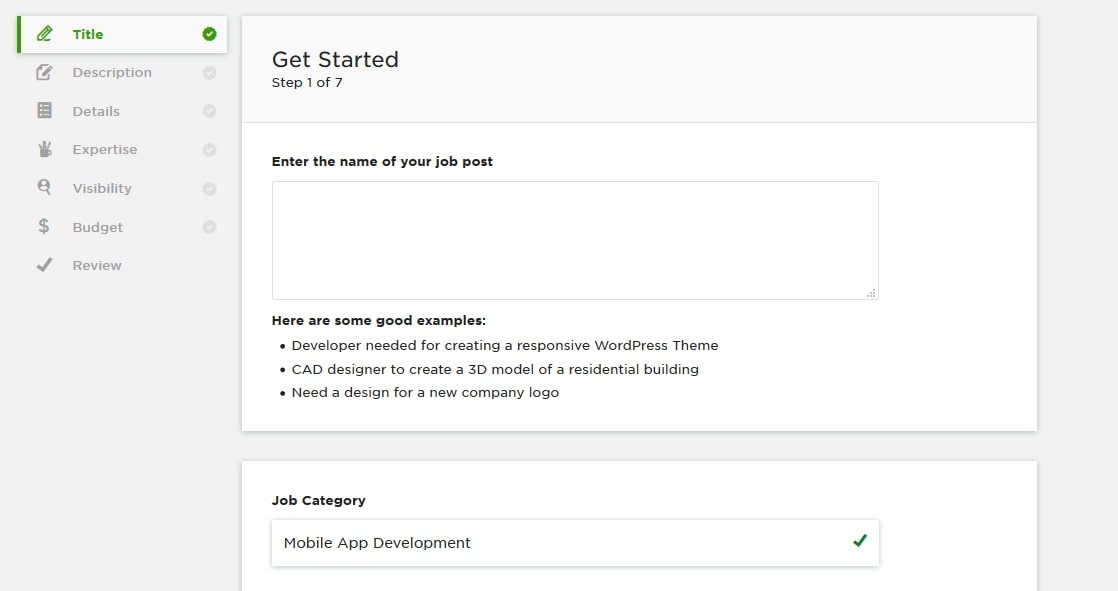 Title
Description
Details
Expertise
Visibility
Budget
Review
Get Started
Step 1 of 7
Enter the name of your job post
Here are some good examples:
Developer needed for creating a responsive WordPress Theme
CAD designer to create a 3D model of a residential building
Need a design for a new company logo
Job Category
Mobile App Development